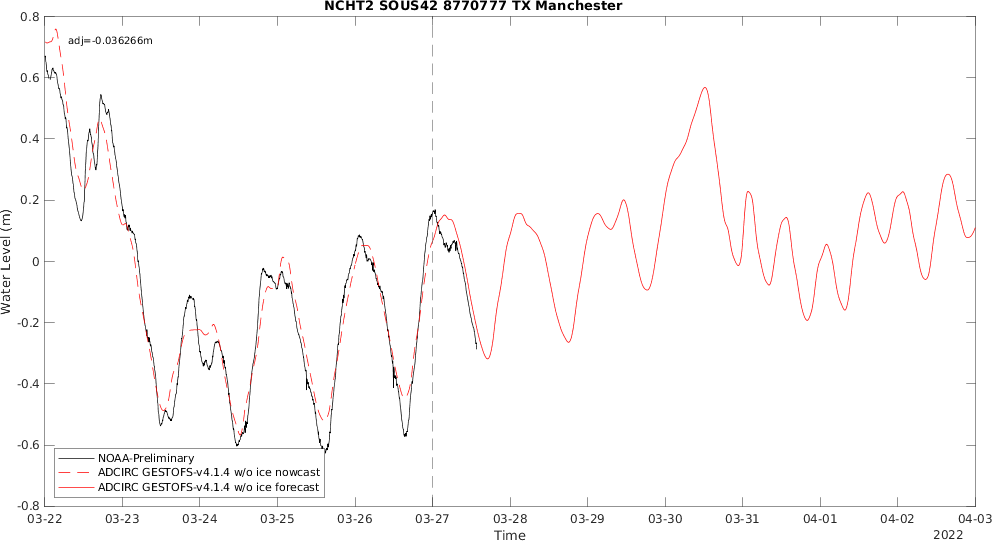 NCHT2 SOUS42 8770777 TX Manchester
adj=-0.036266m
0.8
0.6
0.4
0.2
0
-0.2
-0.4
-0.6
-0.8
Water Level (m)
NOAA-Preliminary
ADCIRC GESTOFS-v4.1.4 w/o ice nowcast
ADCIRC GESTOFS-v4.1.4 w/o ice forecast
03-22 03-23 03-24 03-25 03-26 03-27 03-28 03-29 03-30 03-31 04-01 04-02 04-03
Time
2022